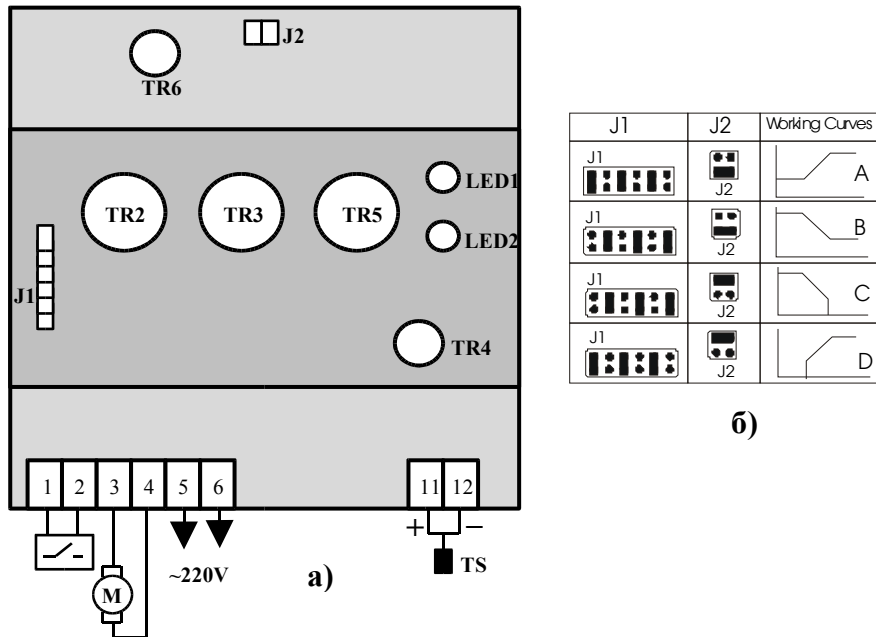 J2
TR6
LED1
TR2 TR3 TR5
LED2
J1
TR4
1 2 3 4 5 6 11 12
+ −
~220V
TS
M
а)
J1 J2 Working Curves
J1
J2
A
J1
J2
B
J1
J2
C
J1
J2
D
б)